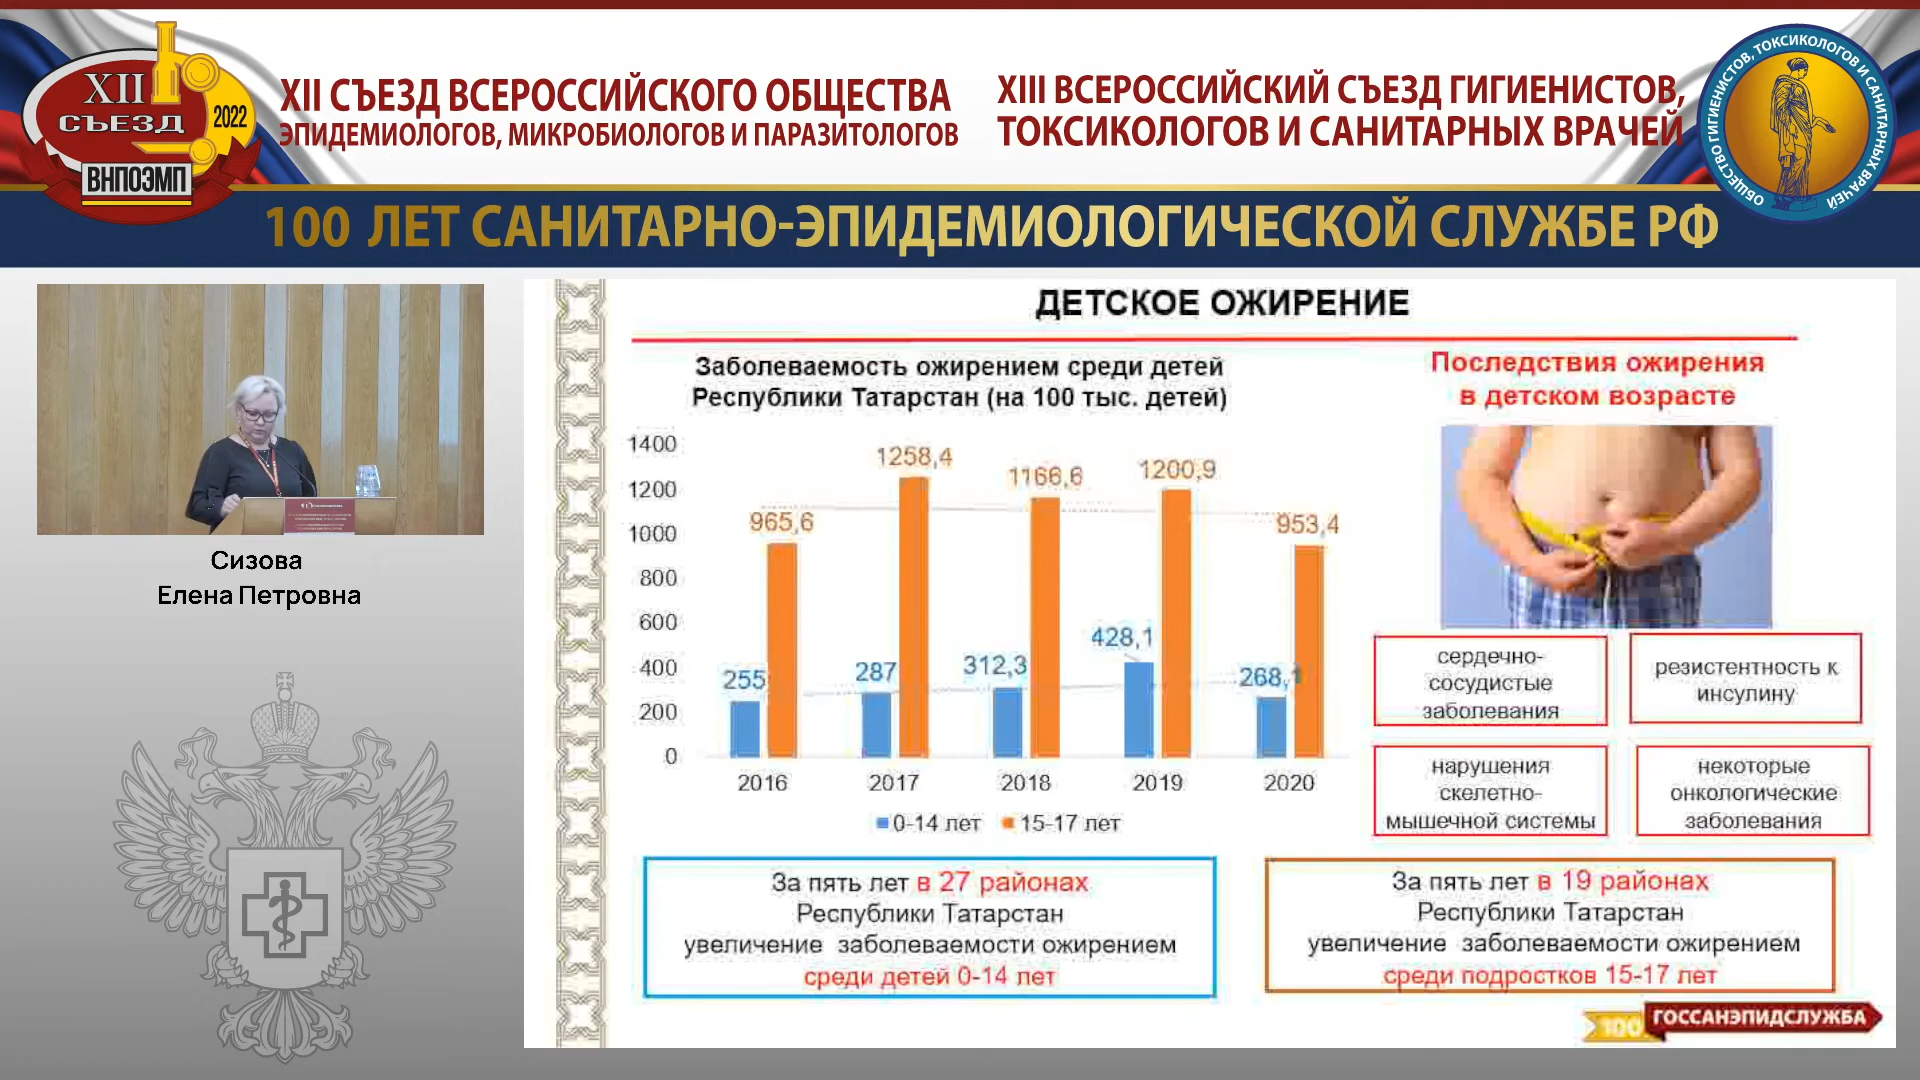 XII
СЪЕЗД
2022
ВНПОЭМП
XII СЪЕЗД ВСЕРОССИЙСКОГО ОБЩЕСТВА
ЭПИДЕМИОЛОГОВ, МИКРОБИОЛОГОВ И ПАРАЗИТОЛОГОВ
XIII ВСЕРОССИЙСКИЙ СЪЕЗД ГИГИЕНИСТОВ,
ТОКСИКОЛОГОВ И САНИТАРНЫХ ВРАЧЕЙ
ОБЩЕСТВО ГИГИЕНИСТОВ, ТОКСИКОЛОГОВ И САНИТАРНЫХ ВРАЧЕЙ
100 ЛЕТ САНИТАРНО-ЭПИДЕМИОЛОГИЧЕСКОЙ СЛУЖБЕ РФ
Сизова
Елена Петровна
ДЕТСКОЕ ОЖИРЕНИЕ
Заболеваемость ожирением среди детей
Республики Татарстан (на 100 тыс. детей)
1400
1200
1000
800
600
400
200
0
255
965,6
287
1258,4
312,3
1166,6
428,1
1200,9
268,1
953,4
2016 2017 2018 2019 2020
0-14 лет 15-17 лет
Последствия ожирения
в детском возрасте
сердечно-
сосудистые
заболевания
резистентность к
инсулину
нарушения
скелетно-
мышечной системы
некоторые
онкологические
заболевания
За пять лет в 27 районах
Республики Татарстан
увеличение заболеваемости ожирением
среди детей 0-14 лет
За пять лет в 19 районах
Республики Татарстан
увеличение заболеваемости ожирением
среди подростков 15-17 лет
100
ГОССАНЭПИДСЛУЖБА